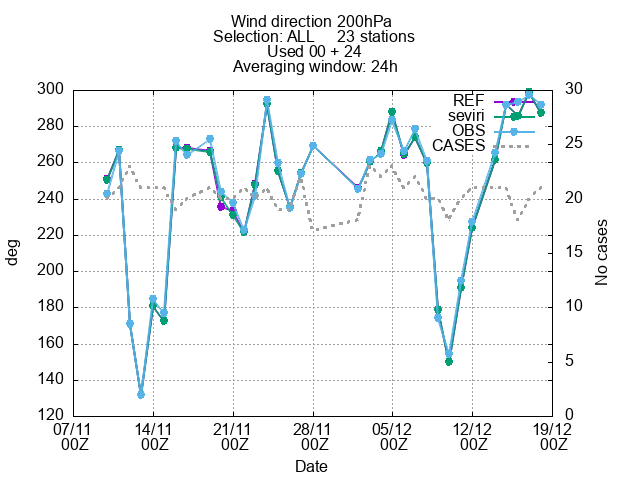 Wind direction 200hPa
Selection: ALL 23 stations
Used 00 + 24
Averaging window: 24h
300
280
260
240
220
200
180
160
140
120
deg
30
25
20
15
10
5
0
No cases
REF
seviri
OBS
CASES
07/11 14/11 21/11 28/11 05/12 12/12 19/12
00Z 00Z 00Z 00Z 00Z 00Z 00Z
Date